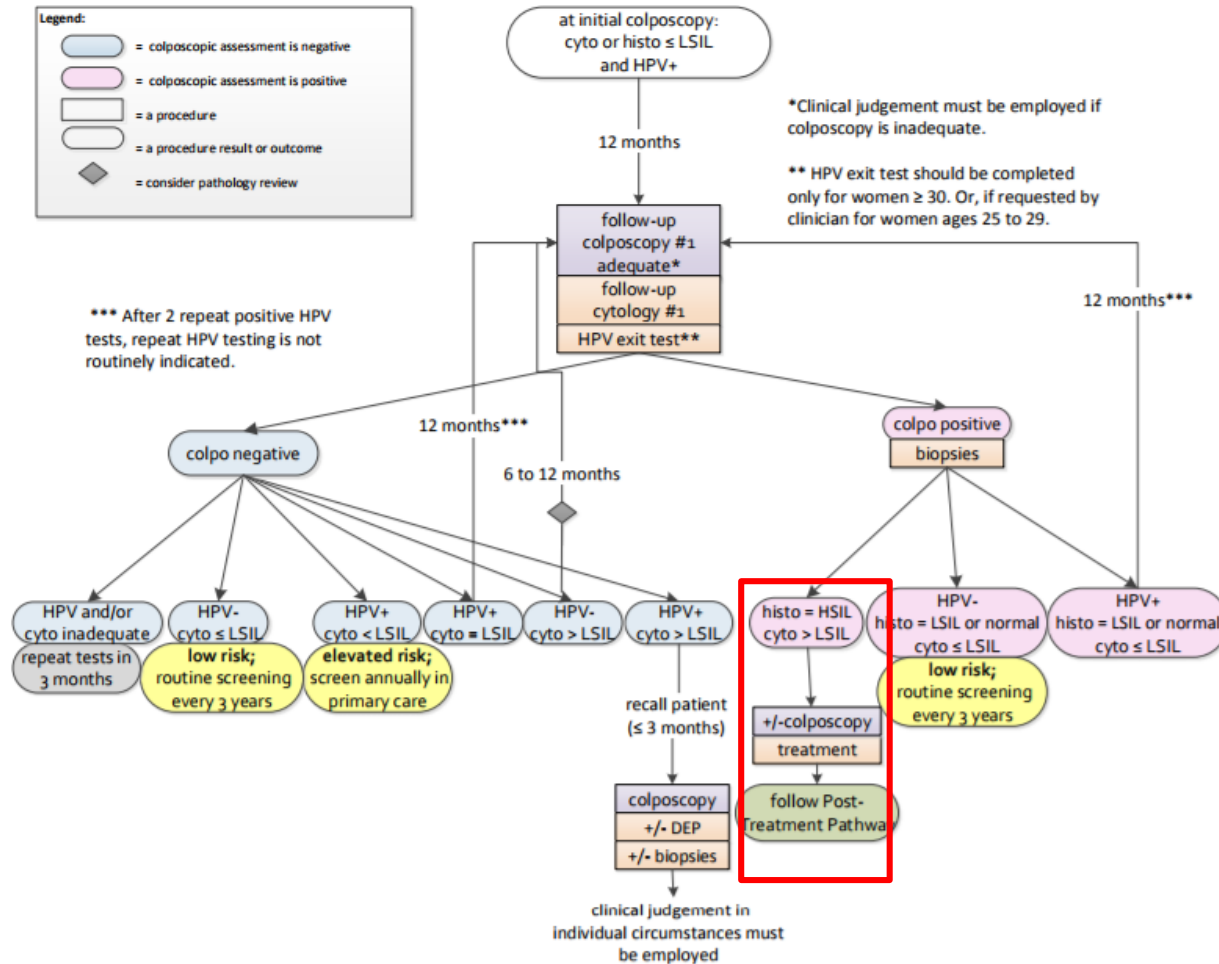 Legend:
= colposcopic assessment is negative
= colposcopic assessment is positive
= a procedure
= a procedure result or outcome
= consider pathology review
at initial colposcopy:
cyto or histo ≤ LSIL
and HPV+
12 months
*Clinical judgement must be employed if
colposcopy is inadequate.
** HPV exit test should be completed
only for women ≥ 30. Or, if requested by
clinician for women ages 25 to 29.
follow-up
colposcopy #1
adequate*
follow-up
cytology #1
HPV exit test**
*** After 2 repeat positive HPV
tests, repeat HPV testing is not
routinely indicated.
12 months***
12 months***
6 to 12 months
colpo negative
colpo positive
biopsies
HPV and/or
cyto inadequate
repeat tests in
3 months
HPV-
cyto ≤ LSIL
low risk;
routine screening
every 3 years
HPV+
cyto < LSIL
elevated risk;
screen annually in
primary care
HPV+
cyto = LSIL
HPV-
cyto > LSIL
HPV+
cyto > LSIL
recall patient
(≤ 3 months)
colposcopy
+/- DEP
+/- biopsies
clinical judgement in
individual circumstances must
be employed
histo = HSIL
cyto > LSIL
+/-colposcopy
treatment
follow Post-
Treatment Pathway
HPV-
histo = LSIL or normal
cyto ≤ LSIL
low risk;
routine screening
every 3 years
HPV+
histo = LSIL or normal
cyto ≤ LSIL